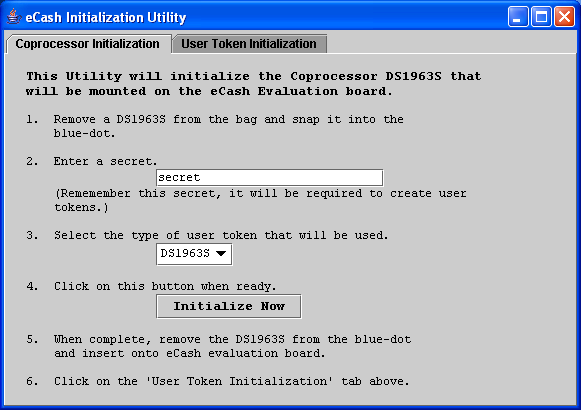 eCash Initialization Utility
Coprocessor Initialization
User Token Initialization
This Utility will initialize the Coprocessor DS1963S that
will be mounted on the eCash Evaluation board.
1. Remove a DS1963S from the bag and snap it into the
blue-dot.
2. Enter a secret.
secret
(Rememember this secret, it will be required to create user
tokens.)
3. Select the type of user token that will be used.
DS1963S
4. Click on this button when ready.
Initialize Now
5. When complete, remove the DS1963S from the blue-dot
and insert onto eCash evaluation board.
6. Click on the 'User Token Initialization' tab above.